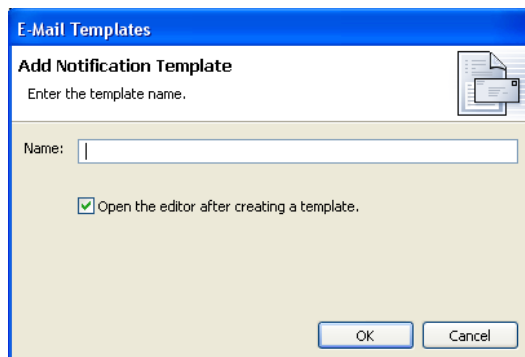 E-Mail Templates
Add Notification Template
Enter the template name.
Name:
Open the editor after creating a template.
OK Cancel